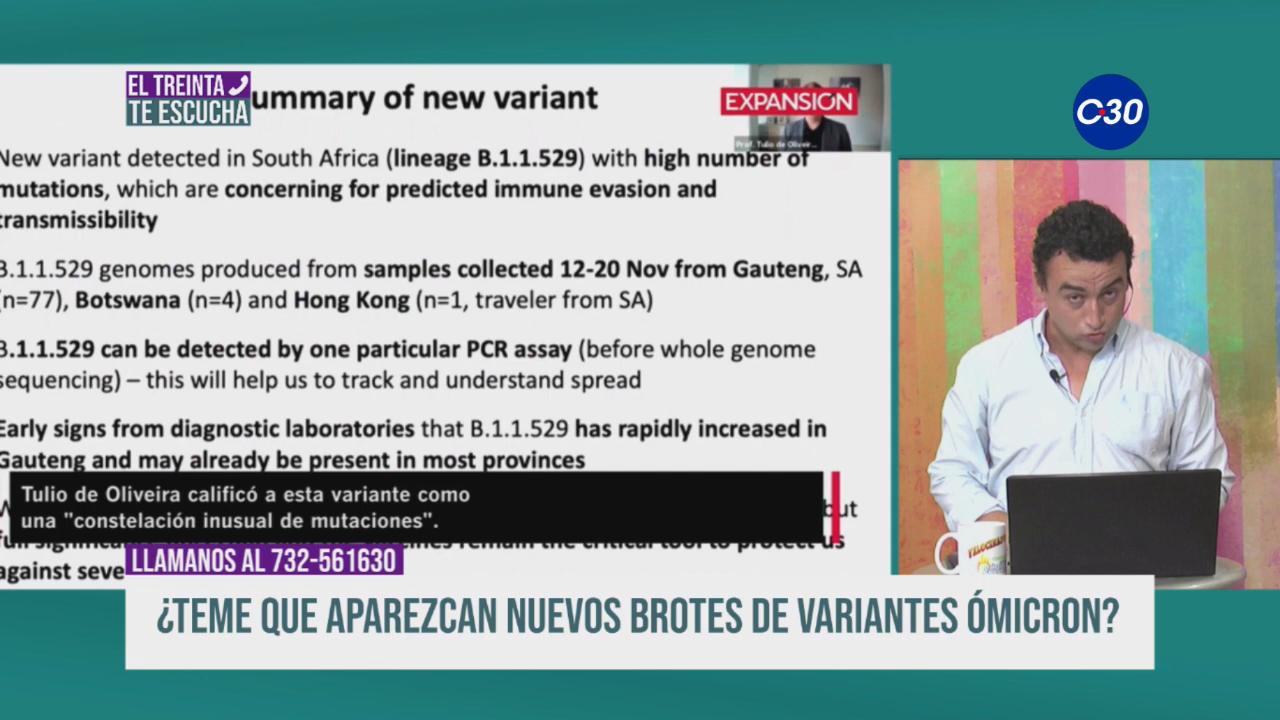 EL TREINTA
TE ESCUCHA
ummary of new variant
EXPANSIÓN
Prof. Tulio de Oliveir...
C30
New variant detected in South Africa (lineage B.1.1.529) with high number of
mutations, which are concerning for predicted immune evasion and
transmissibility
B.1.1.529 genomes produced from samples collected 12-20 Nov from Gauteng, SA
(n=77), Botswana (n=4) and Hong Kong (n=1, traveler from SA)
B.1.1.529 can be detected by one particular PCR assay (before whole genome
sequencing) – this will help us to track and understand spread
Early signs from diagnostic laboratories that B.1.1.529 has rapidly increased in
Gauteng and may already be present in most provinces
Tulio de Oliveira calificó a esta variante como
una "constelación inusual de mutaciones".
but
remain the critical tool to protect us
against seve
LLAMANOS AL 732-561630
¿TEME QUE APAREZCAN NUEVOS BROTES DE VARIANTES ÓMICRON?